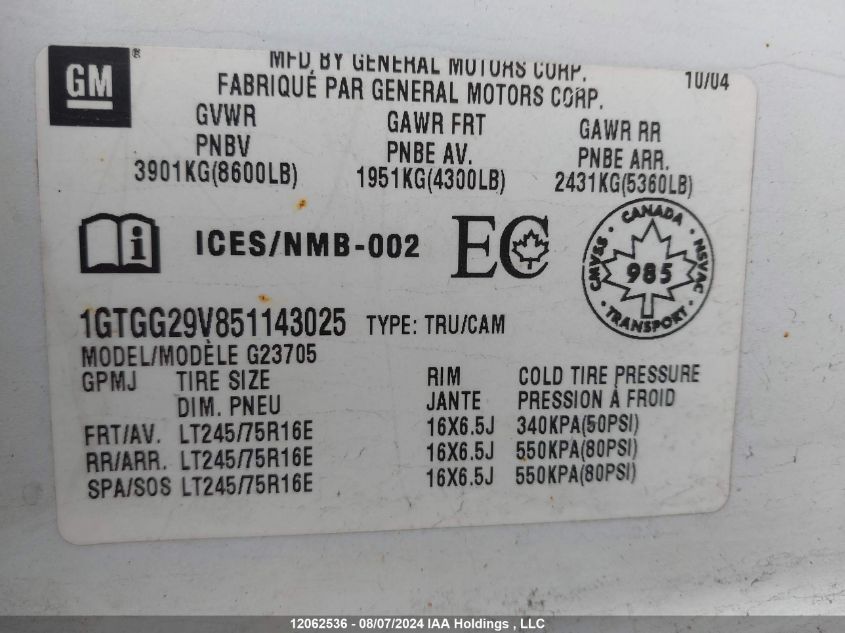 GM
MFD BY GENERAL MOTORS CORP. 10/04
FABRIQUÉ PAR GENERAL MOTORS CORP.
GVWR GAWR FRT GAWR RR
PNBV PNBE AV. PNBE ARR.
3901KG(8600LB) 1951KG(4300LB) 2431KG(5360LB)
i ICES/NMB-002 EC
CANADA
CMVSS 985 NSVAC
TRANSPORT
1GTGG29V851143025 TYPE: TRU/CAM
MODEL/MODÈLE G23705
GPMJ TIRE SIZE RIM COLD TIRE PRESSURE
DIM. PNEU JANTE PRESSION À FROID
FRT/AV. LT245/75R16E 16X6.5J 340KPA(50PSI)
RR/ARR. LT245/75R16E 16X6.5J 550KPA(80PSI)
SPA/SOS LT245/75R16E 16X6.5J 550KPA(80PSI)
12062536 - 08/07/2024 IAA Holdings , LLC